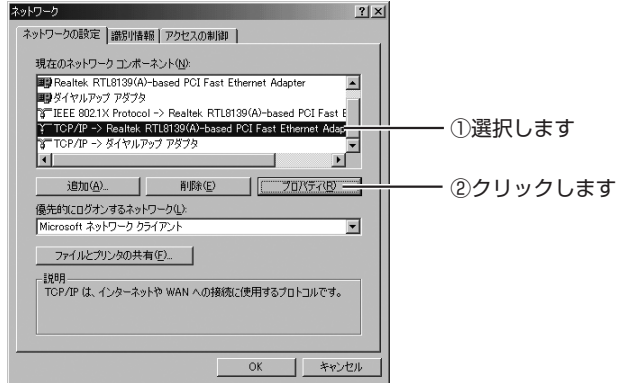 ネットワーク
ネットワークの設定 識別情報 アクセスの制御
現在のネットワーク コンポーネント(N):
Realtek RTL8139(A)-based PCI Fast Ethernet Adapter
ダイヤルアップ アダプタ
IEEE 802.1X Protocol -> Realtek RTL8139(A)-based PCI Fast E
TCP/IP -> Realtek RTL8139(A)-based PCI Fast Ethernet Adap
①選択します
TCP/IP -> ダイヤルアップ アダプタ
追加(A)... 削除(E) プロパティ(R)
②クリックします
優先的にログオンするネットワーク(L):
Microsoft ネットワーク クライアント
ファイルとプリンタの共有(F)...
説明
TCP/IP は、インターネットや WAN への接続に使用するプロトコルです。
OK キャンセル